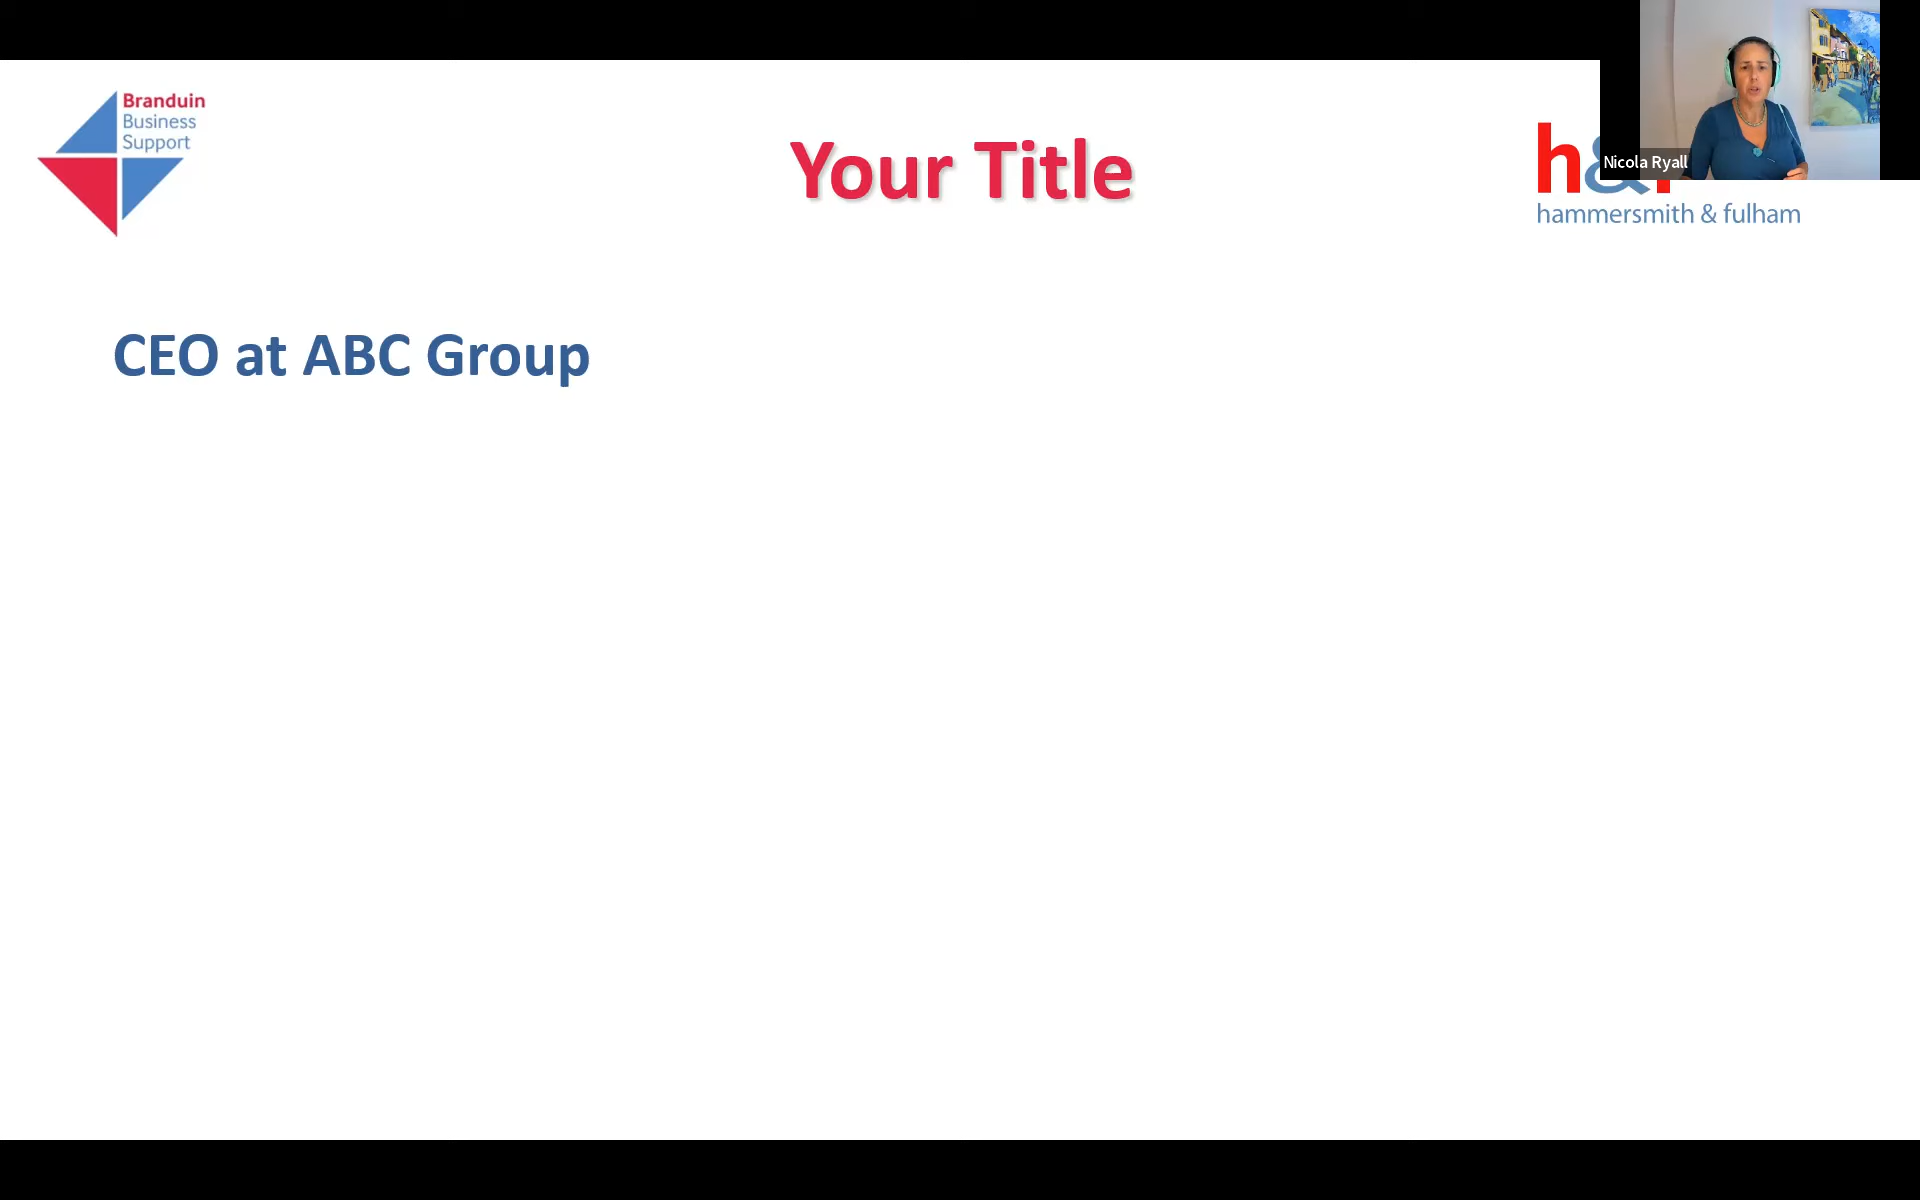 Branduin
Business
Support
Your Title
h&
Nicola Ryall
hammersmith & fulham
CEO at ABC Group